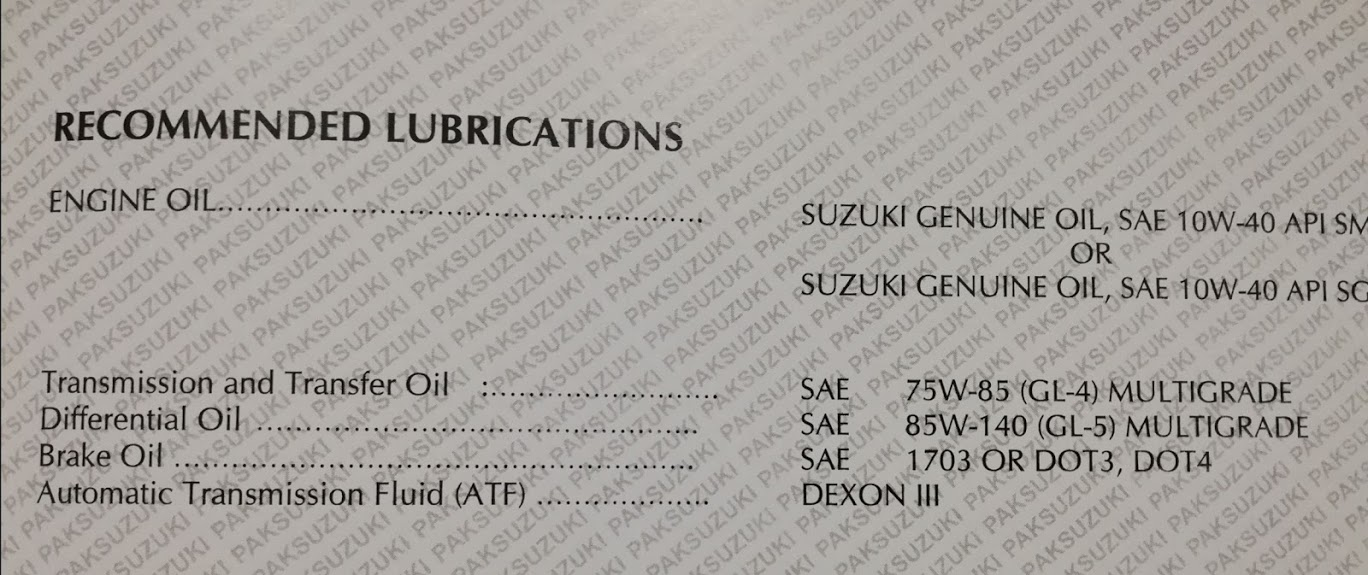 RECOMMENDED LUBRICATIONS
ENGINE OIL............................................................ SUZUKI GENUINE OIL, SAE 10W-40 API SM
OR
SUZUKI GENUINE OIL, SAE 10W-40 API
Transmission and Transfer Oil :............................. SAE 75W-85 (GL-4) MULTIGRADE
Differential Oil ...................................................... SAE 85W-140 (GL-5) MULTIGRADE
Brake Oil ................................................................ SAE 1703 OR DOT3, DOT4
Automatic Transmission Fluid (ATF) ..................... DEXON III